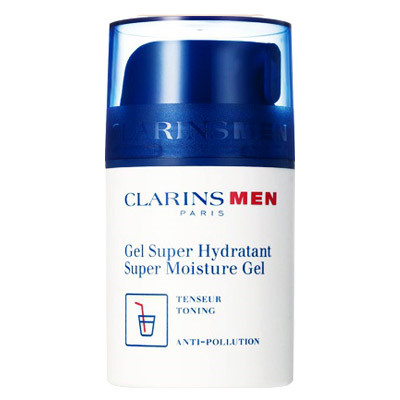 CLARINSMEN
CLARINS MEN
PARIS
Gel Super Hydratant
Super Moisture Gel
TENSEUR
TONING
ANTI-POLLUTION